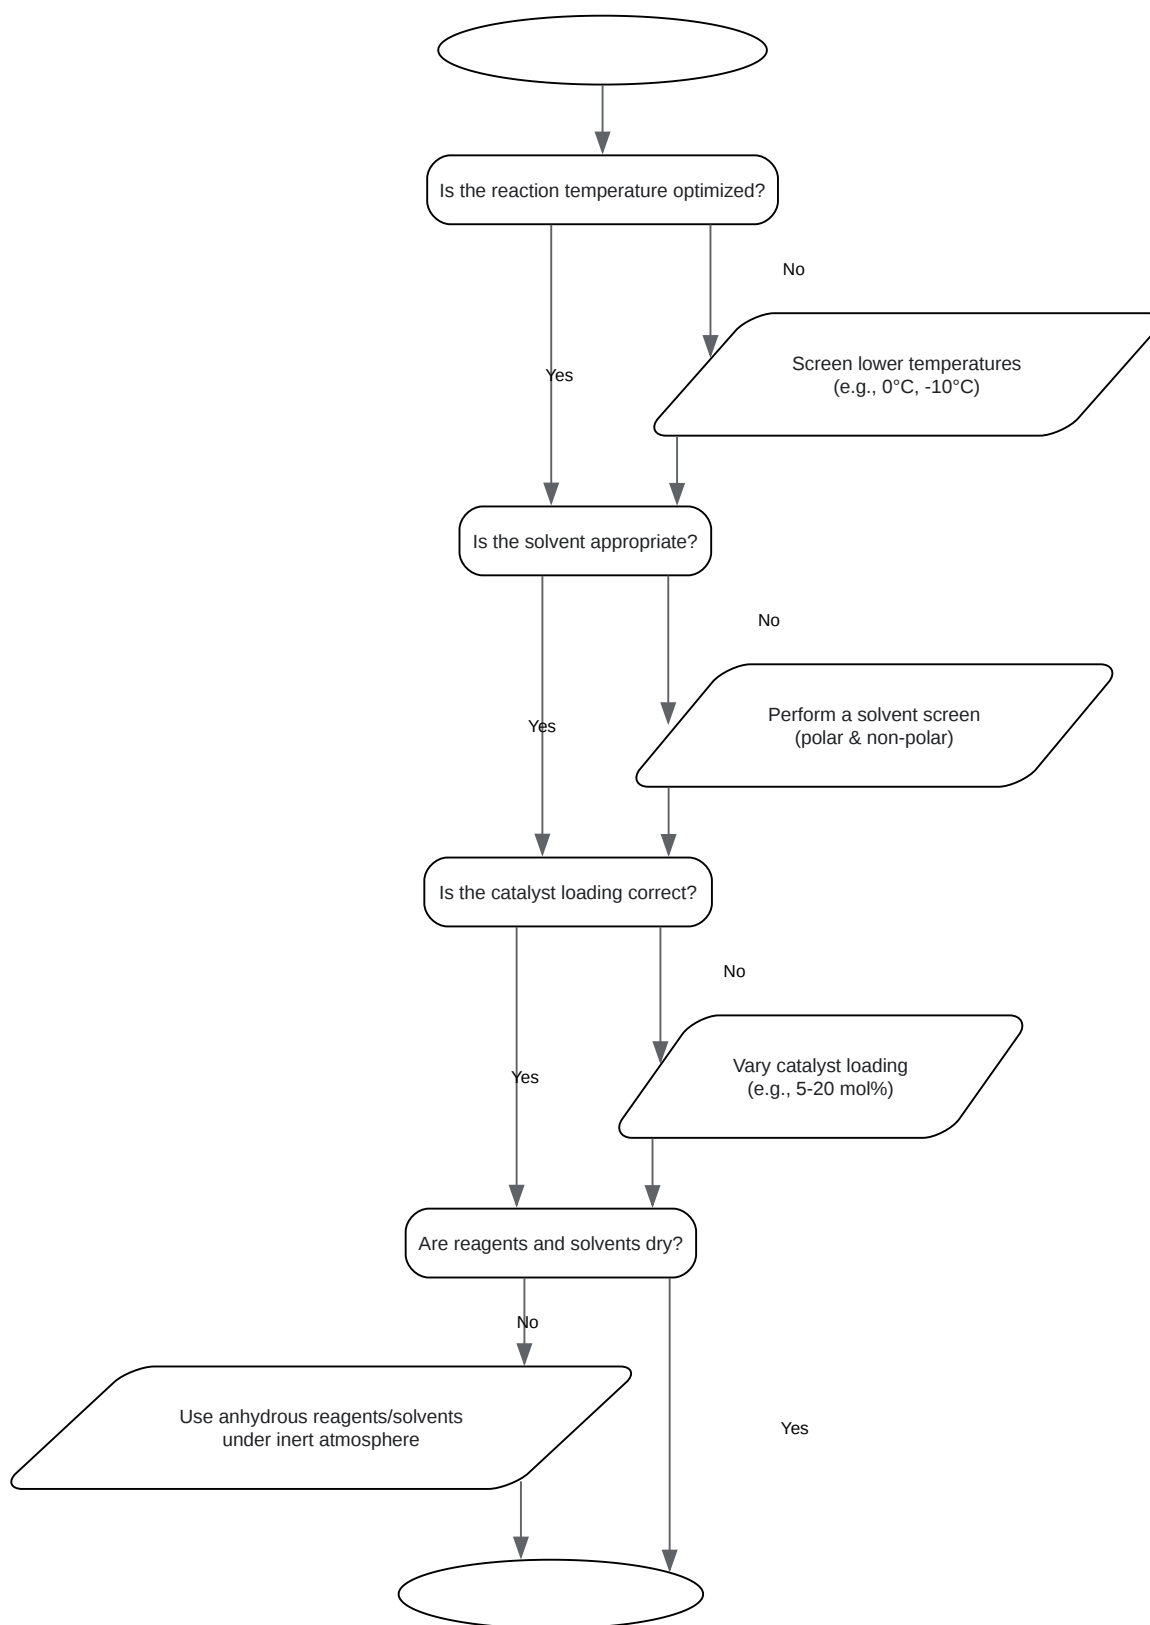 Is the reaction temperature optimized?
No
Screen lower temperatures
(e.g., 0°C, -10°C)
Yes
Is the solvent appropriate?
No
Perform a solvent screen
(polar & non-polar)
Yes
Is the catalyst loading correct?
No
Vary catalyst loading
(e.g., 5-20 mol%)
Yes
Are reagents and solvents dry?
No
Use anhydrous reagents/solvents
under inert atmosphere
Yes